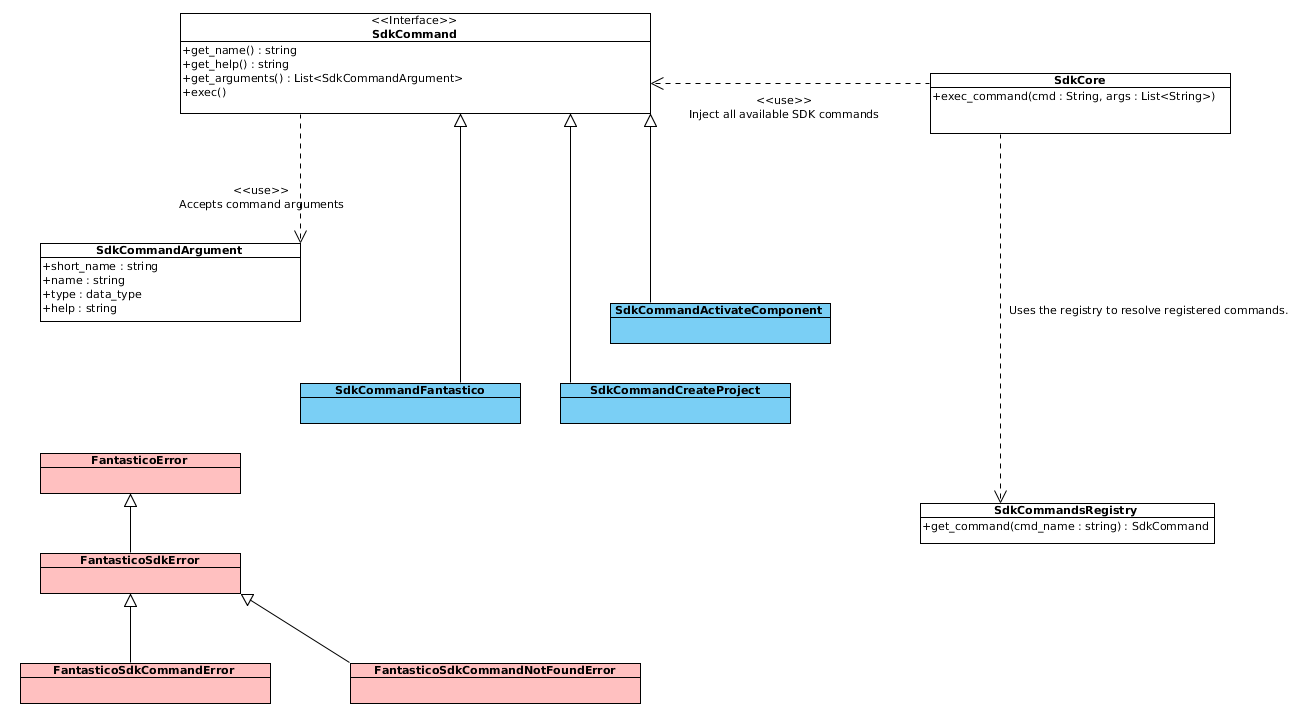 <<Interface>>
SdkCommand
+get_name() : string
+get_help() : string
+get_arguments() : List<SdkCommandArgument>
+exec()
SdkCore
+exec_command(cmd : String, args : List<String>)
<<use>>
Inject all available SDK commands
<<use>>
Accepts command arguments
SdkCommandArgument
+short_name : string
+name : string
+type : data_type
+help : string
SdkCommandActivateComponent
Uses the registry to resolve registered commands.
SdkCommandFantastico
SdkCommandCreateProject
FantasticoError
SdkCommandsRegistry
+get_command(cmd_name : string) : SdkCommand
FantasticoSdkError
FantasticoSdkCommandError
FantasticoSdkCommandNotFoundError